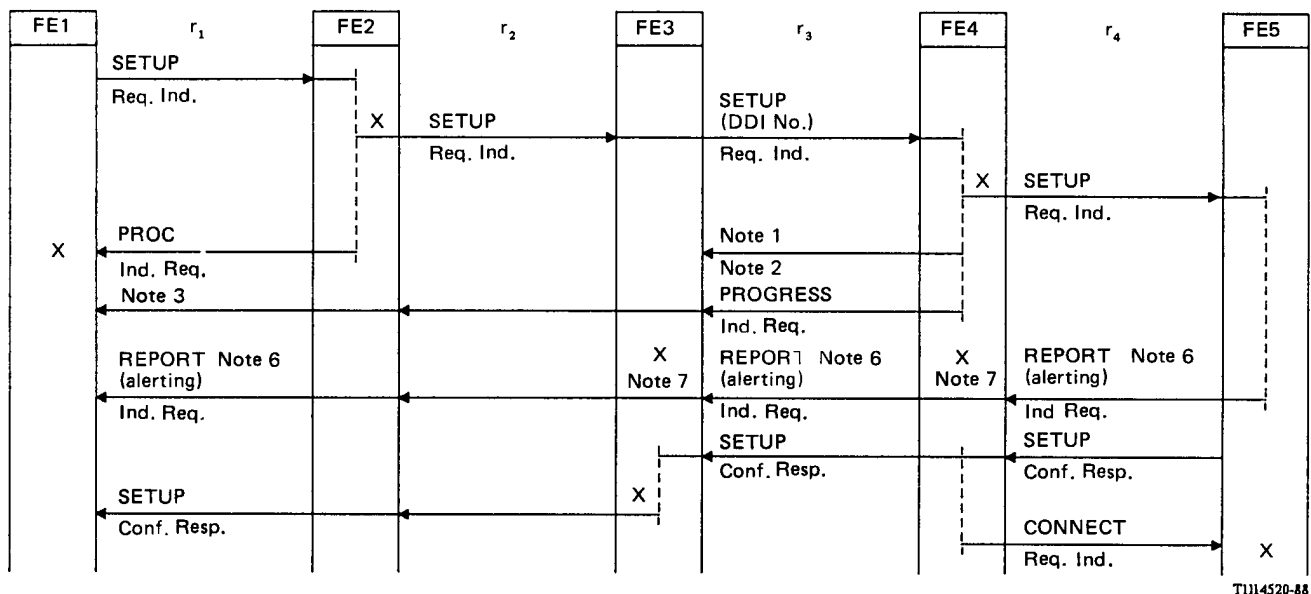 FE1 r1 FE2 r2 FE3 r3 FE4 r4 FE5
SETUP
Req. Ind.
X SETUP
Req. Ind.
SETUP
(DDI No.)
Req. Ind.
X SETUP
Req. Ind.
X PROC
Ind. Req.
Note 1
Note 2
Note 3
PROGRESS
Ind. Req.
REPORT Note 6
(alerting)
Ind. Req.
X
Note 7
REPORT Note 6
(alerting)
Ind. Req.
X
Note 7
REPORT Note 6
(alerting)
Ind Req.
SETUP
Conf. Resp.
SETUP
Conf. Resp.
SETUP
Conf. Resp.
X
CONNECT
Req. Ind.
X
T1114520-88